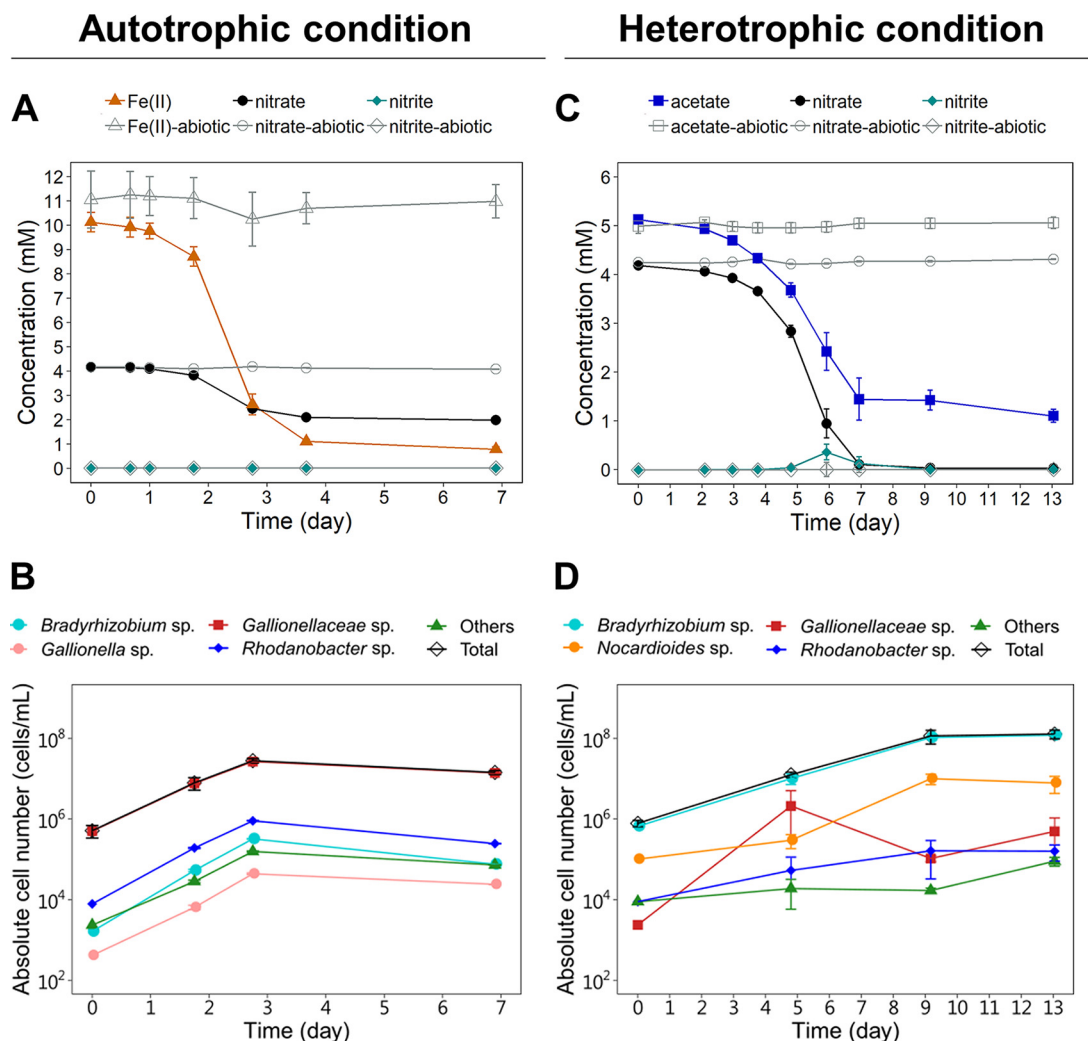 Autotrophic condition
Heterotrophic condition
A
Fe(II) nitrate nitrite
Fe(II)-abiotic nitrate-abiotic nitrite-abiotic
12
11
10
9
8
7
6
5
4
3
2
1
0
Concentration (mM)
0 1 2 3 4 5 6 7
Time (day)
C
acetate nitrate nitrite
acetate-abiotic nitrate-abiotic nitrite-abiotic
6
5
4
3
2
1
0
Concentration (mM)
0 1 2 3 4 5 6 7 8 9 10 11 12 13
Time (day)
B
Bradyrhizobium sp. Gallionellaceae sp. Others
Gallionella sp. Rhodanobacter sp. Total
10⁸
10⁶
10⁴
10²
Absolute cell number (cells/mL)
0 1 2 3 4 5 6 7
Time (day)
D
Bradyrhizobium sp. Gallionellaceae sp. Others
Nocardioides sp. Rhodanobacter sp. Total
10⁸
10⁶
10⁴
10²
Absolute cell number (cells/mL)
0 1 2 3 4 5 6 7 8 9 10 11 12 13
Time (day)